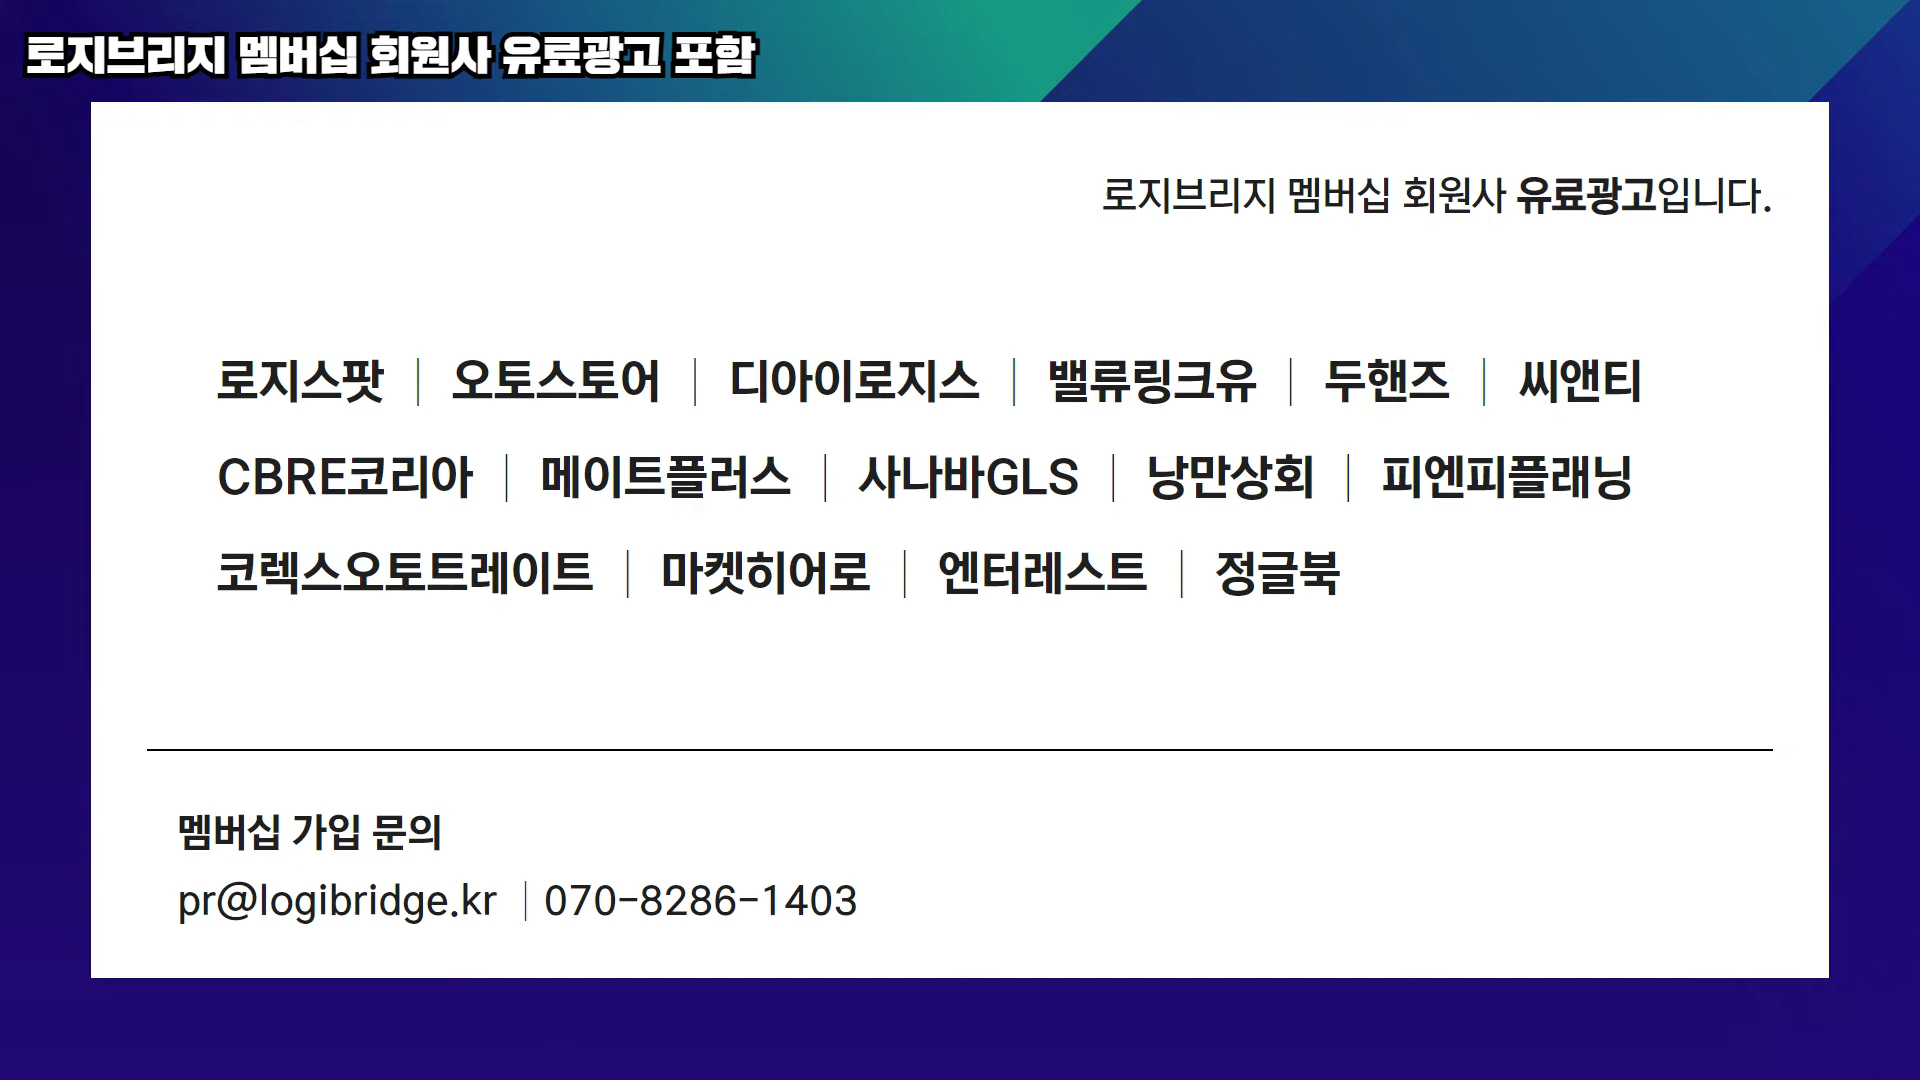 로지브리지 멤버십 회원사 유료광고 포함
로지브리지 멤버십 회원사 유료광고입니다.
로지스팟 | 오토스토어 | 디아이로지스 | 밸류링크유 | 두핸즈 | 씨앤티
CBRE코리아 | 메이트플러스 | 사나바GLS | 낭만상회 | 피엔피플래닝
코렉스오토트레이트 | 마켓히어로 | 엔터레스트 | 정글북
멤버십 가입 문의
pr@logibridge.kr | 070-8286-1403